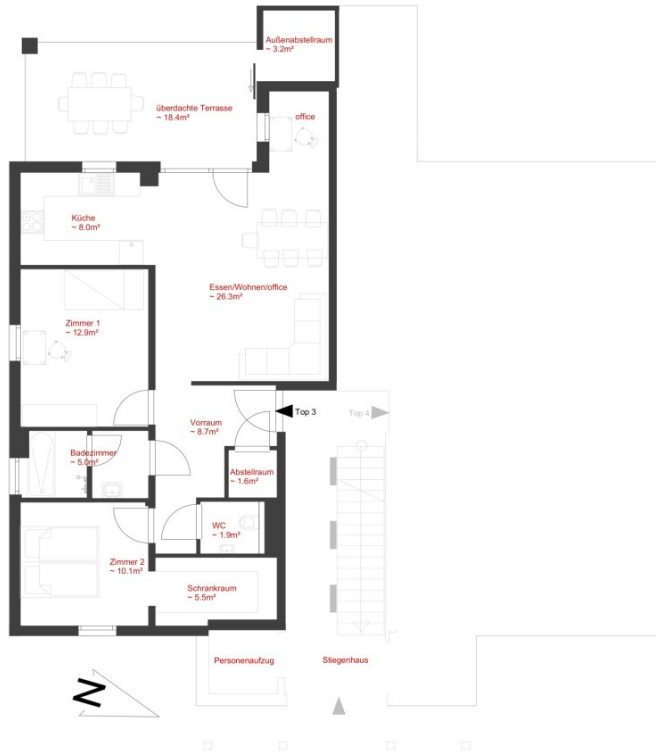 Außenabstellraum
~ 3.2m²
überdachte Terrasse
~ 18.4m²
office
Küche
~ 8.0m²
Essen/Wohnen/office
~ 26.3m²
Zimmer 1
~ 12.9m²
Top 3
Top 4
Vorraum
~ 8.7m²
Badezimmer
~ 5.0m²
Abstellraum
~ 1.6m²
WC
~ 1.9m²
Zimmer 2
~ 10.1m²
Schrankraum
~ 5.5m²
Personenaufzug
Stiegenhaus
N